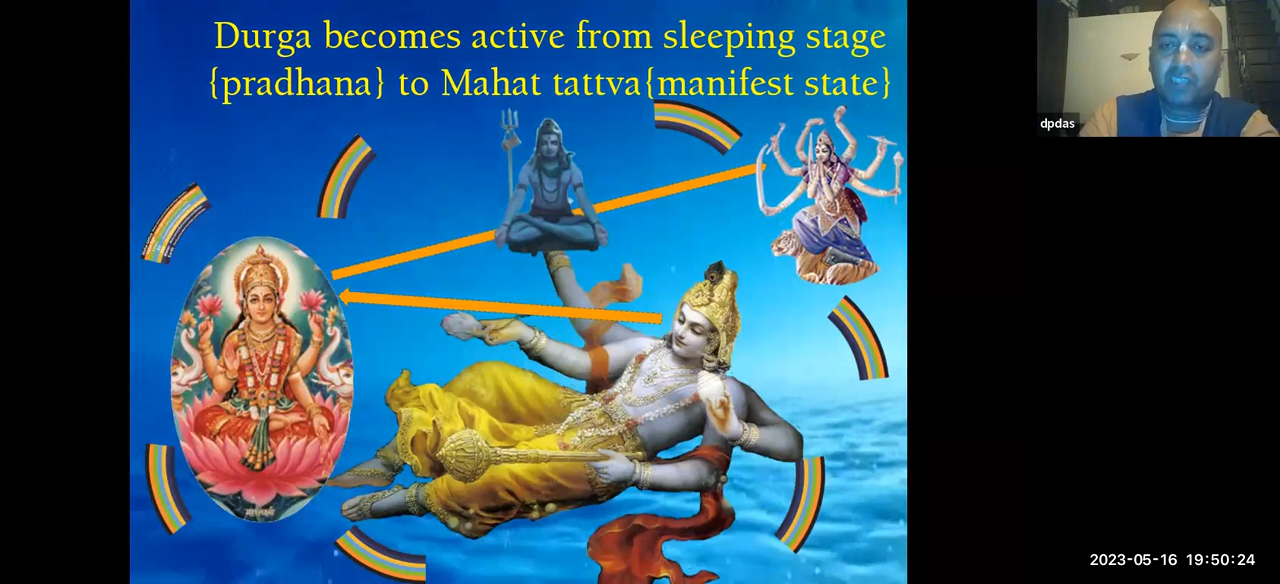 Durga becomes active from sleeping stage
{pradhana} to Mahat tattva{manifest state}
dpdas
2023-05-16 19:50:24